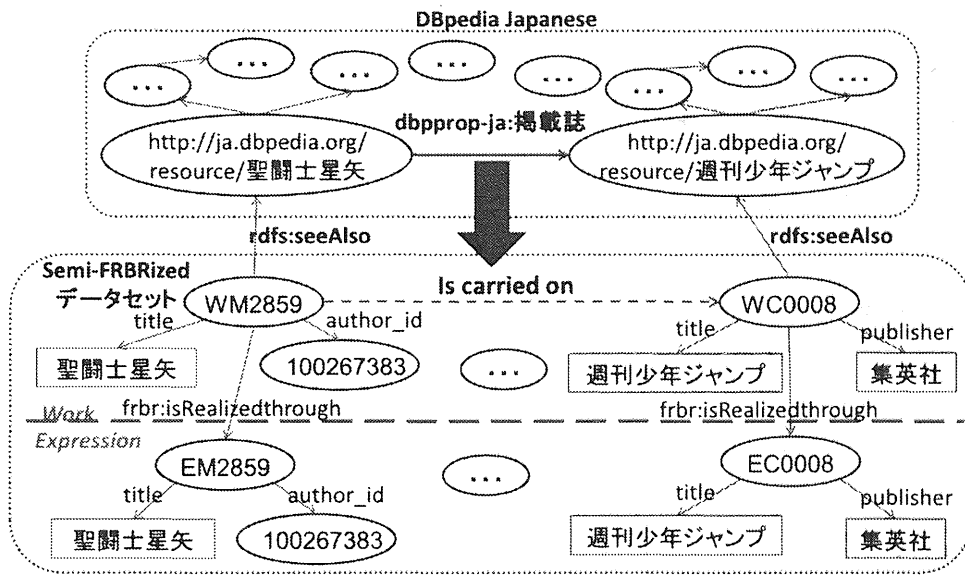 DBpedia Japanese
... ... ... ... ... ... ... ...
dbpprop-ja:掲載誌
http://ja.dbpedia.org/
resource/聖闘士星矢
http://ja.dbpedia.org/
resource/週刊少年ジャンプ
rdfs:seeAlso
rdfs:seeAlso
Semi-FRBRized
データセット
WM2859
Is carried on
WC0008
title
author_id
title
publisher
聖闘士星矢
100267383
...
週刊少年ジャンプ
集英社
Work
frbr:isRealizedthrough
frbr:isRealizedthrough
Expression
EM2859
...
EC0008
title
author_id
title
publisher
聖闘士星矢
100267383
週刊少年ジャンプ
集英社